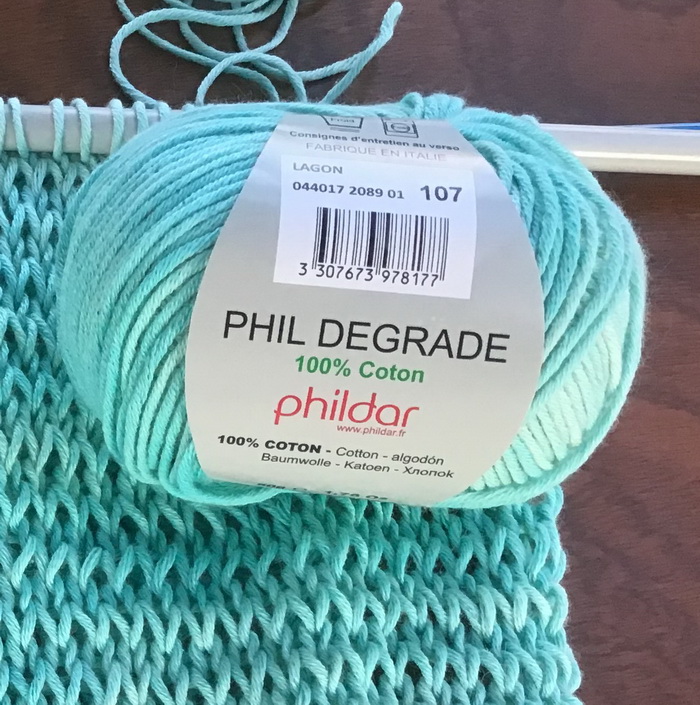 Consignes d'entretien au verso
FABRIQUE EN ITALIE
LAGON
044017 2089 01 107
3 307673 978177
PHIL DEGRADE
100% Coton
phildar
www.phildar.fr
100% COTON - Cotton - algodón
Baumwolle - Katoen - Хлопок